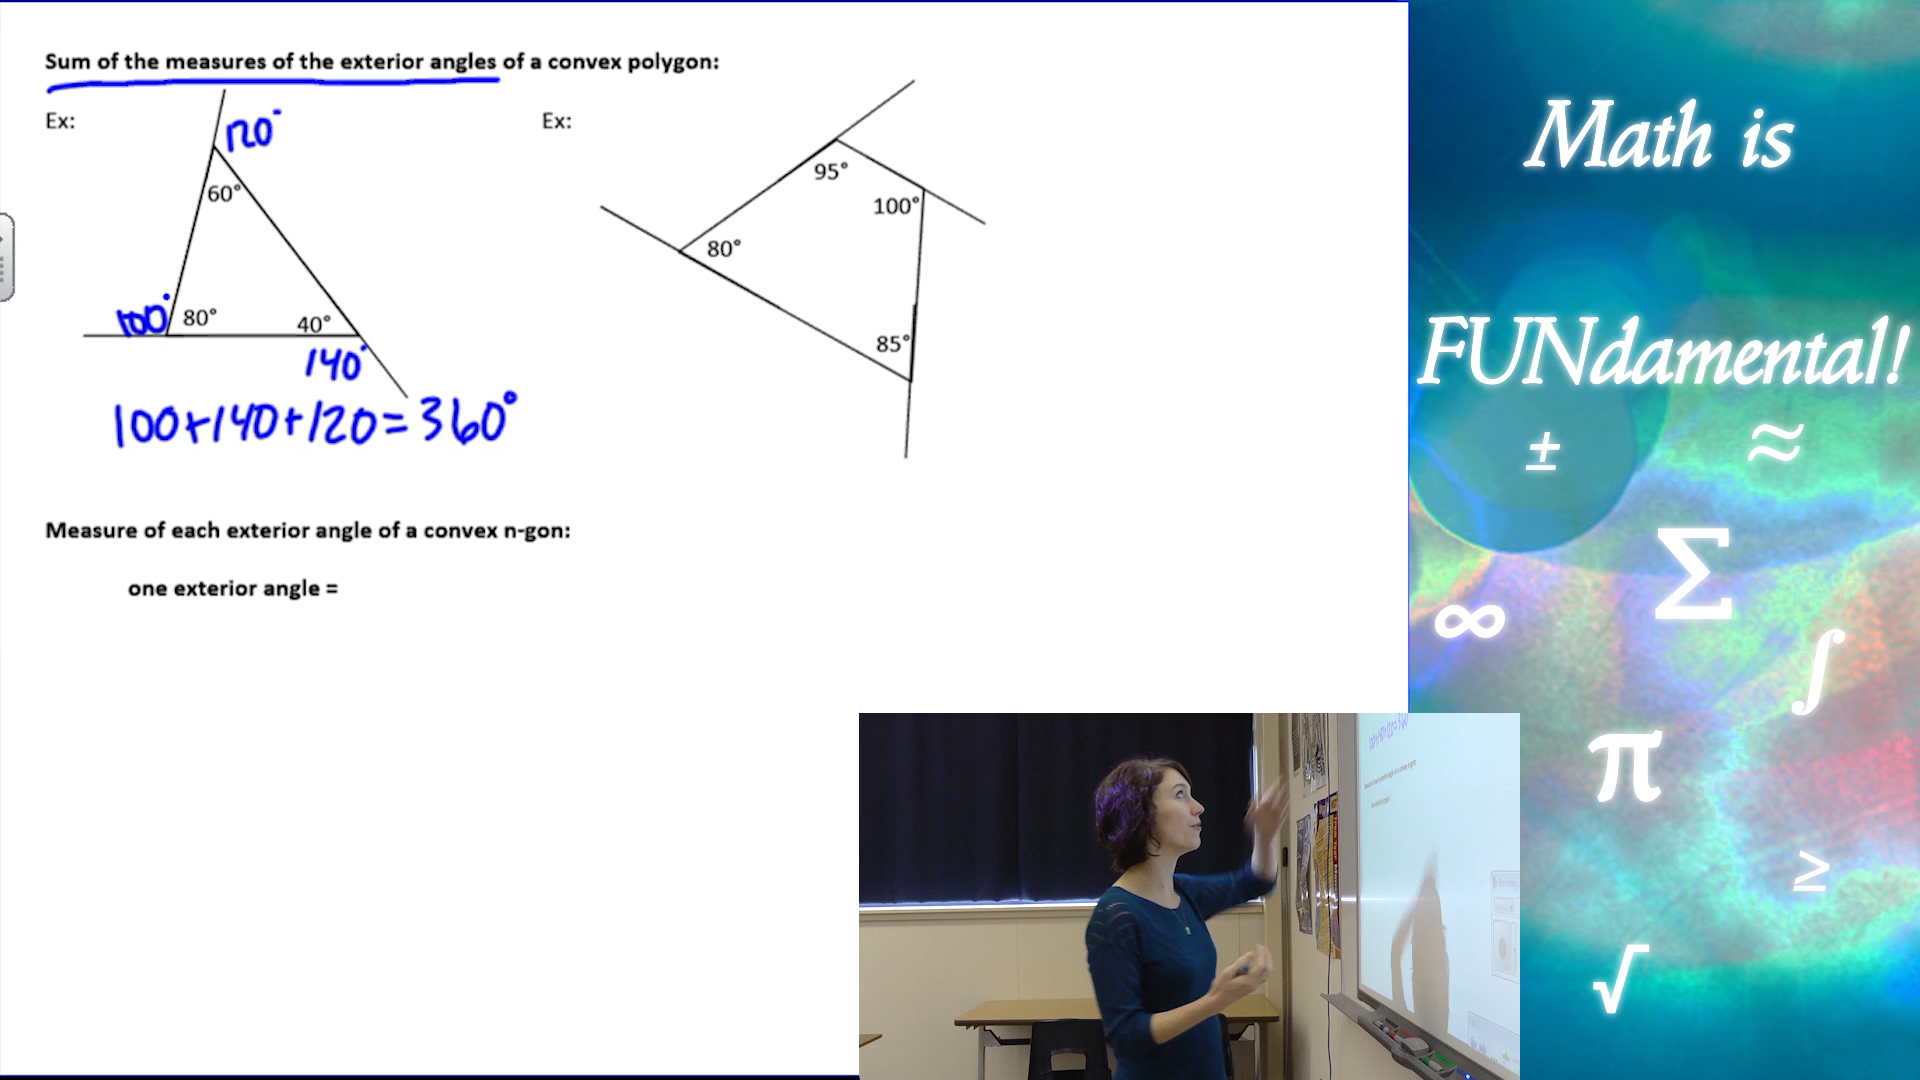 Sum of the measures of the exterior angles of a convex polygon:
Ex:
120°
60°
100°
80°
40°
140°
100+140+120=360°
Ex:
95°
100°
80°
85°
Measure of each exterior angle of a convex n-gon:
one exterior angle =
Math is
FUNdamental!
±
≈
Σ
∞
∫
π
≥
√